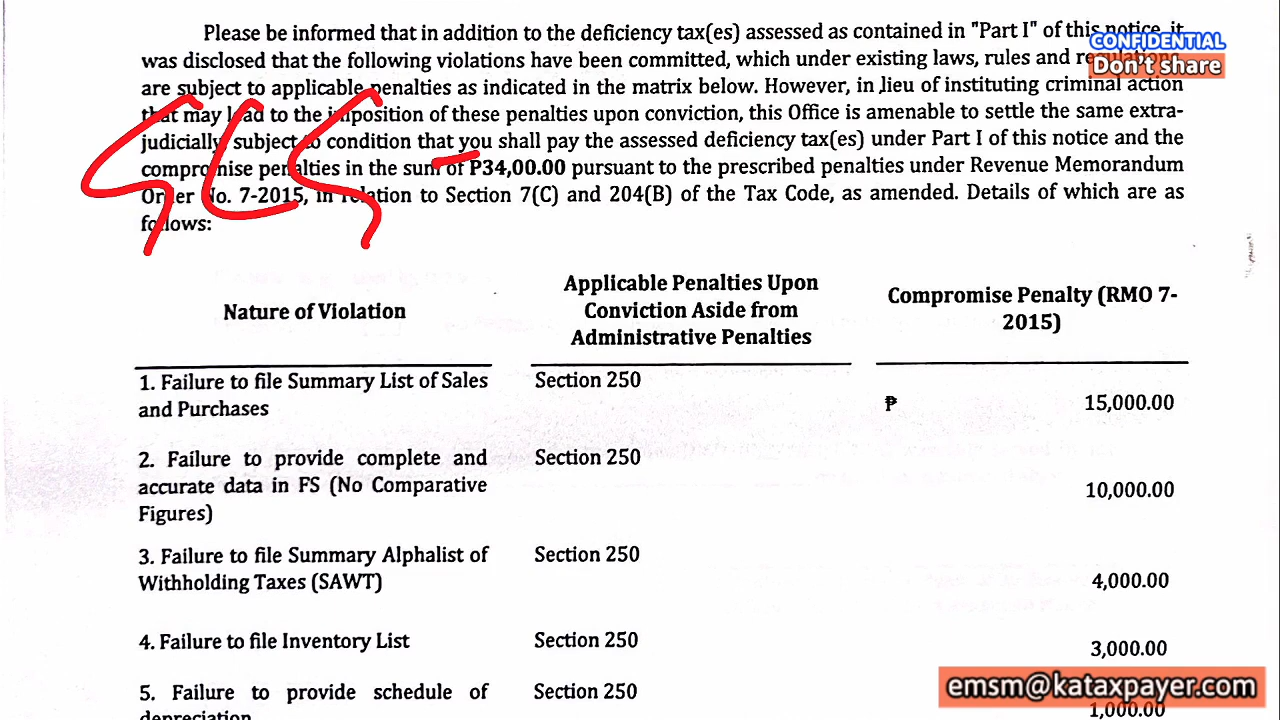 Please be informed that in addition to the deficiency tax(es) assessed as contained in "Part I" of this notice, it
CONFIDENTIAL
was disclosed that the following violations have been committed, which under existing laws, rules and regulations
Don't share
are subject to applicable penalties as indicated in the matrix below. However, in lieu of instituting criminal action
that may lead to the imposition of these penalties upon conviction, this Office is amenable to settle the same extra-
judicially subject to condition that you shall pay the assessed deficiency tax(es) under Part I of this notice and the
compromise penalties in the sum of P34,00.00 pursuant to the prescribed penalties under Revenue Memorandum
Order No. 7-2015, in relation to Section 7(C) and 204(B) of the Tax Code, as amended. Details of which are as
follows:
Nature of Violation
Applicable Penalties Upon
Conviction Aside from
Administrative Penalties
Compromise Penalty (RMO 7-
2015)
1. Failure to file Summary List of Sales
and Purchases
Section 250
₱ 15,000.00
2. Failure to provide complete and
accurate data in FS (No Comparative
Figures)
Section 250
10,000.00
3. Failure to file Summary Alphalist of
Withholding Taxes (SAWT)
Section 250
4,000.00
4. Failure to file Inventory List
Section 250
3,000.00
5. Failure to provide schedule of
depreciation
Section 250
1,000.00
emsm@kataxpayer.com